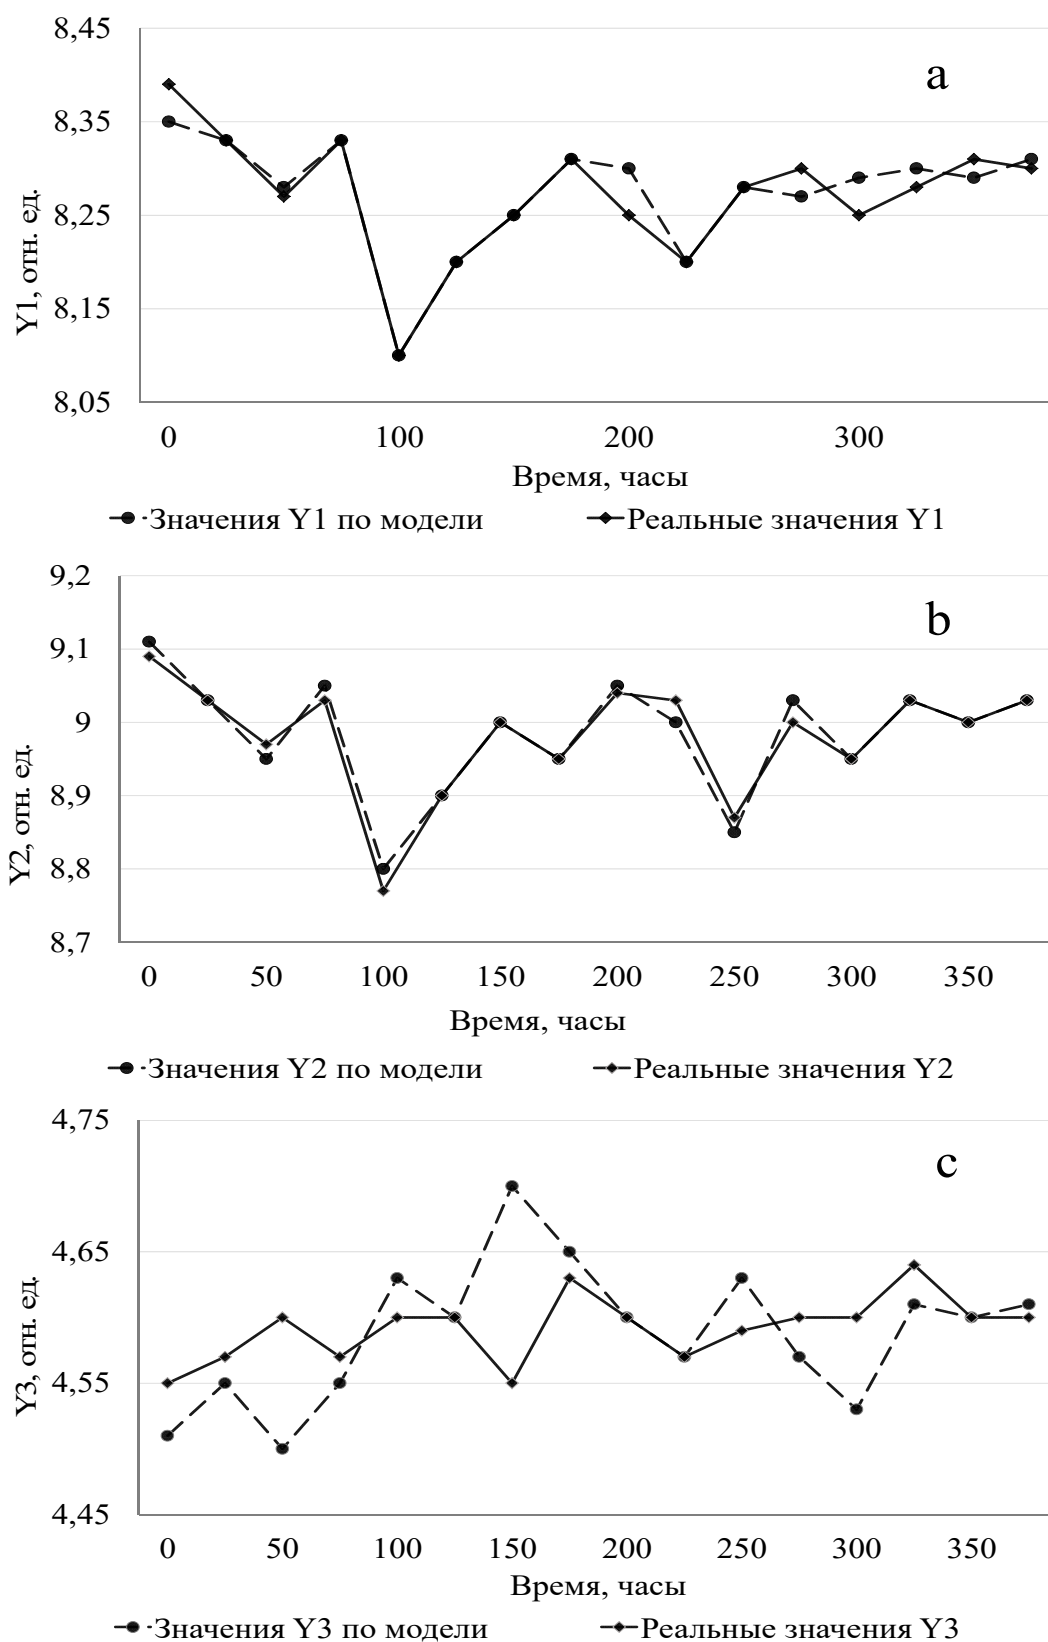 8,45
a
8,35
8,25
8,15
8,05
Y1, отн. ед.
0 100 200 300
Время, часы
Значения Y1 по модели Реальные значения Y1
9,2
b
9,1
9
8,9
8,8
8,7
Y2, отн. ед.
0 50 100 150 200 250 300 350
Время, часы
Значения Y2 по модели Реальные значения Y2
4,75
c
4,65
4,55
4,45
Y3, отн. ед.
0 50 100 150 200 250 300 350
Время, часы
Значения Y3 по модели Реальные значения Y3